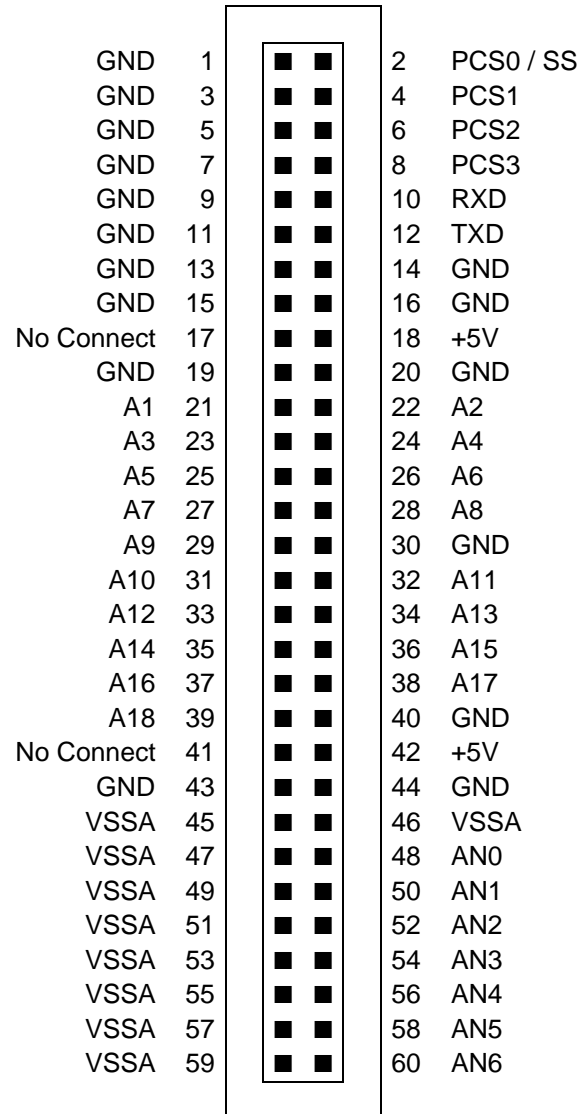 GND 1 2 PCS0 / SS
GND 3 4 PCS1
GND 5 6 PCS2
GND 7 8 PCS3
GND 9 10 RXD
GND 11 12 TXD
GND 13 14 GND
GND 15 16 GND
No Connect 17 18 +5V
GND 19 20 GND
A1 21 22 A2
A3 23 24 A4
A5 25 26 A6
A7 27 28 A8
A9 29 30 GND
A10 31 32 A11
A12 33 34 A13
A14 35 36 A15
A16 37 38 A17
A18 39 40 GND
No Connect 41 42 +5V
GND 43 44 GND
VSSA 45 46 VSSA
VSSA 47 48 AN0
VSSA 49 50 AN1
VSSA 51 52 AN2
VSSA 53 54 AN3
VSSA 55 56 AN4
VSSA 57 58 AN5
VSSA 59 60 AN6